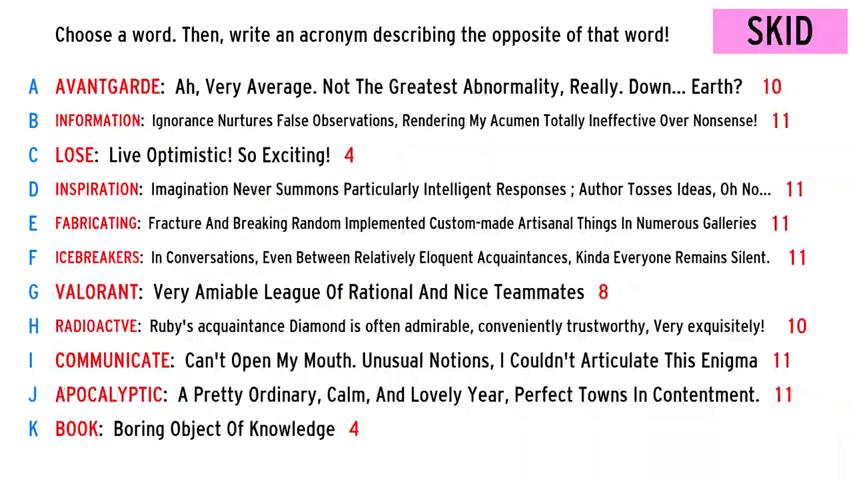 Choose a word. Then, write an acronym describing the opposite of that word! SKID
A AVANTGARDE: Ah, Very Average. Not The Greatest Abnormality, Really. Down... Earth? 10
B INFORMATION: Ignorance Nurtures False Observations, Rendering My Acumen Totally Ineffective Over Nonsense! 11
C LOSE: Live Optimistic! So Exciting! 4
D INSPIRATION: Imagination Never Summons Particularly Intelligent Responses ; Author Tosses Ideas, Oh No... 11
E FABRICATING: Fracture And Breaking Random Implemented Custom-made Artisanal Things In Numerous Galleries 11
F ICEBREAKERS: In Conversations, Even Between Relatively Eloquent Acquaintances, Kinda Everyone Remains Silent. 11
G VALORANT: Very Amiable League Of Rational And Nice Teammates 8
H RADIOACTVE: Ruby's acquaintance Diamond is often admirable, conveniently trustworthy, Very exquisitely! 10
I COMMUNICATE: Can't Open My Mouth. Unusual Notions, I Couldn't Articulate This Enigma 11
J APOCALYPTIC: A Pretty Ordinary, Calm, And Lovely Year, Perfect Towns In Contentment. 11
K BOOK: Boring Object Of Knowledge 4